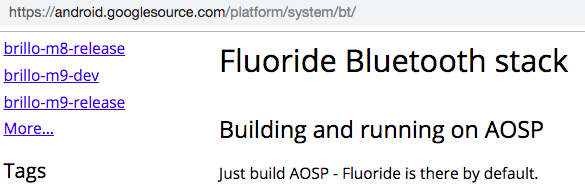 https://android.googlesource.com/platform/system/bt/
brillo-m8-release
brillo-m9-dev
brillo-m9-release
More...
Tags
Fluoride Bluetooth stack
Building and running on AOSP
Just build AOSP - Fluoride is there by default.